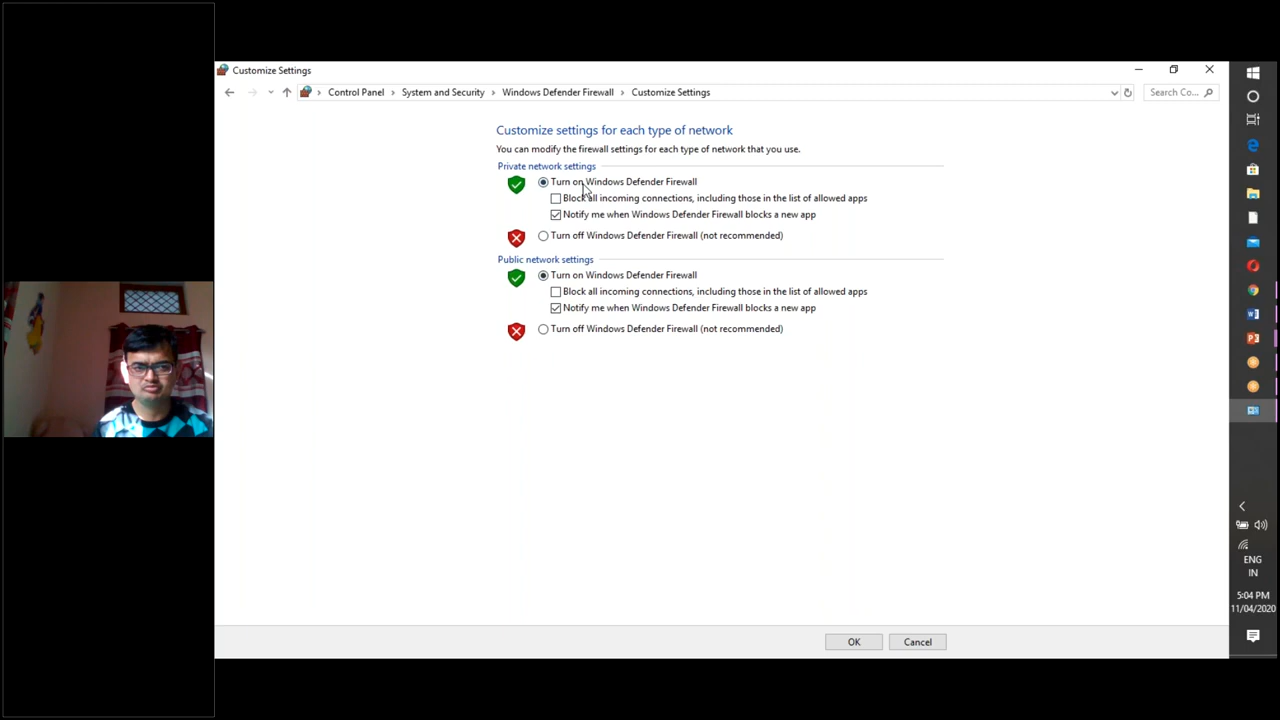 Customize Settings
Control Panel > System and Security > Windows Defender Firewall > Customize Settings
Search Co...
Customize settings for each type of network
You can modify the firewall settings for each type of network that you use.
Private network settings
Turn on Windows Defender Firewall
Block all incoming connections, including those in the list of allowed apps
Notify me when Windows Defender Firewall blocks a new app
Turn off Windows Defender Firewall (not recommended)
Public network settings
Turn on Windows Defender Firewall
Block all incoming connections, including those in the list of allowed apps
Notify me when Windows Defender Firewall blocks a new app
Turn off Windows Defender Firewall (not recommended)
OK
Cancel
ENG
IN
5:04 PM
11/04/2020